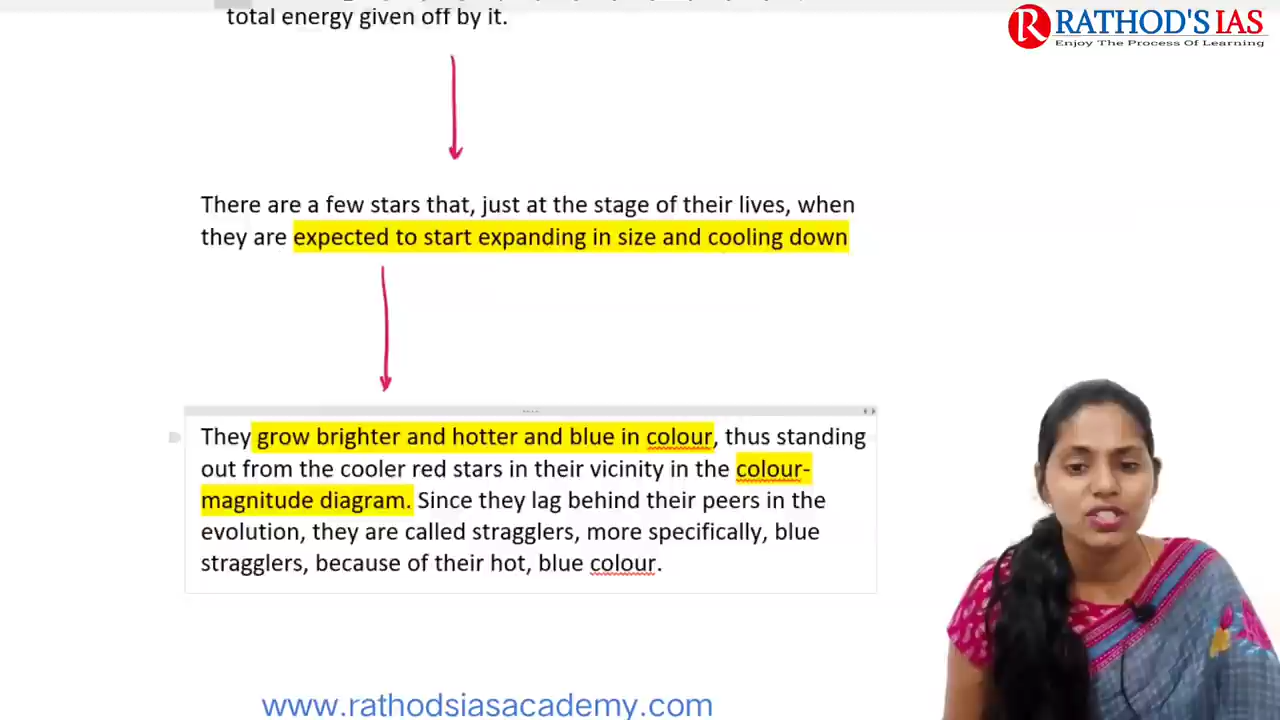 total energy given off by it.
R RATHOD'S IAS
Enjoy The Process Of Learning
There are a few stars that, just at the stage of their lives, when
they are expected to start expanding in size and cooling down
They grow brighter and hotter and blue in colour, thus standing
out from the cooler red stars in their vicinity in the colour-
magnitude diagram. Since they lag behind their peers in the
evolution, they are called stragglers, more specifically, blue
stragglers, because of their hot, blue colour.
www.rathodsiasacademy.com